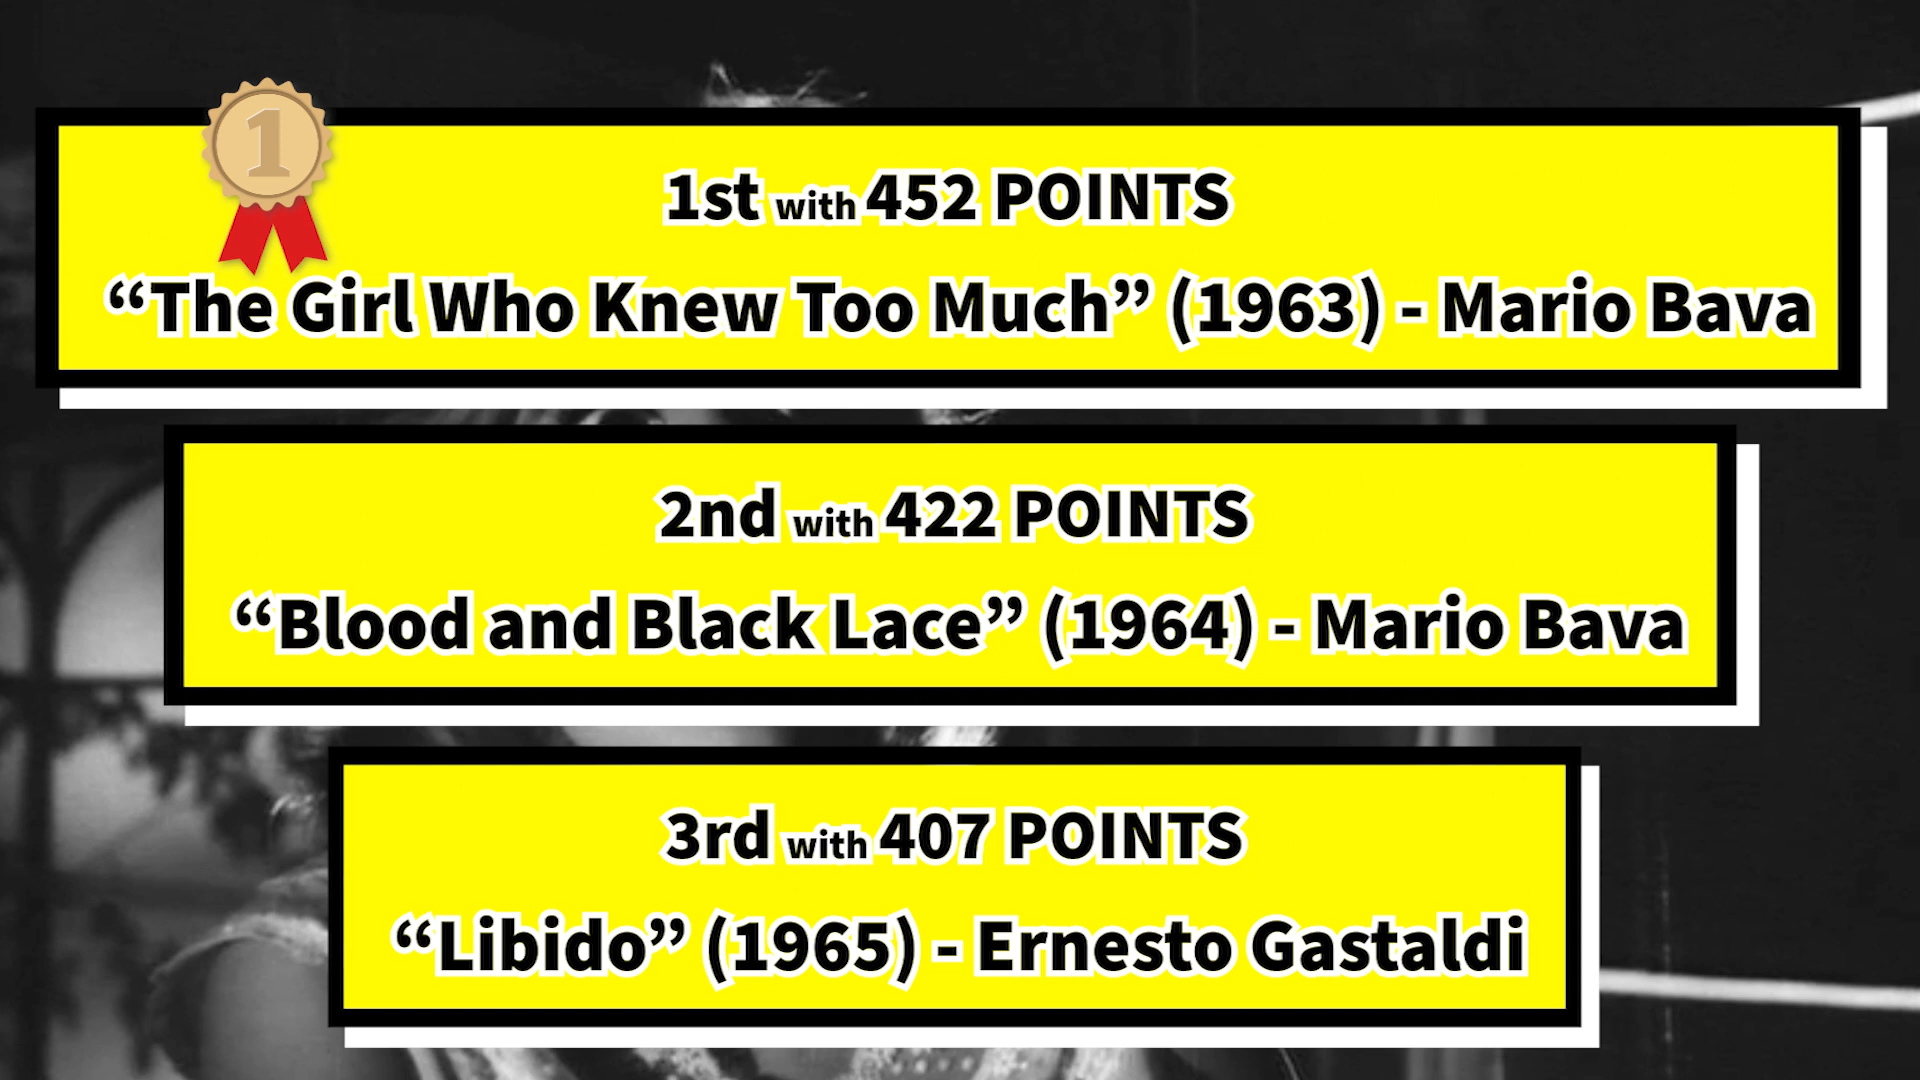 1
1st with 452 POINTS
“The Girl Who Knew Too Much” (1963) - Mario Bava
2nd with 422 POINTS
“Blood and Black Lace” (1964) - Mario Bava
3rd with 407 POINTS
“Libido” (1965) - Ernesto Gastaldi